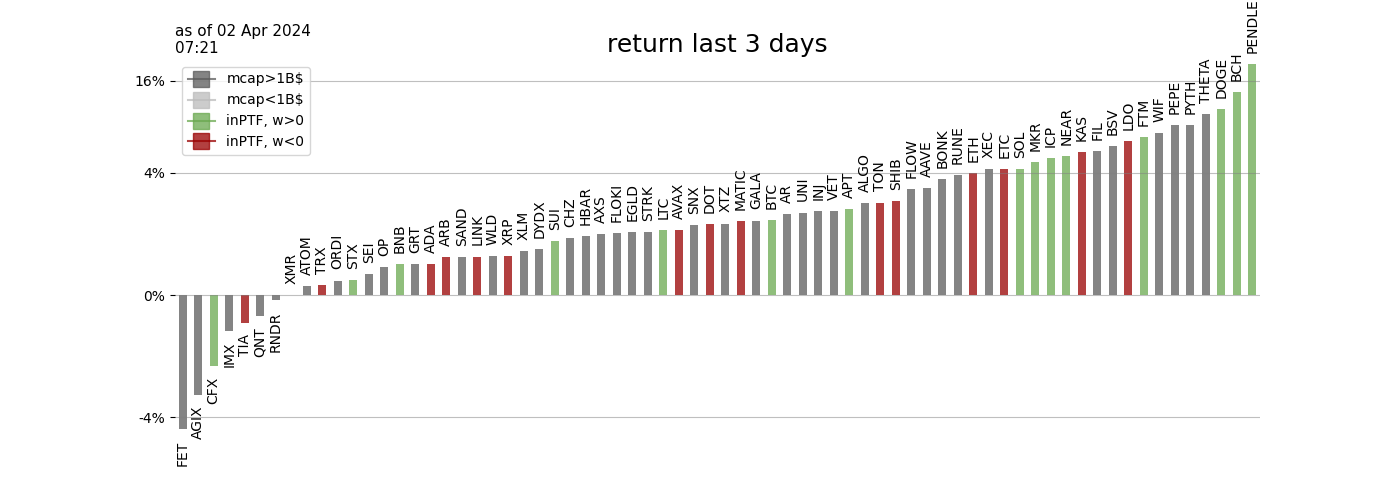 as of 02 Apr 2024
07:21
return last 3 days
mcap>1B$
mcap<1B$
inPTF, w>0
inPTF, w<0
16%
4%
0%
-4%
FET
AGIX
CFX
IMX
TIA
QNT
RNDR
XMR
ATOM
TRX
ORDI
STX
SEI
OP
BNB
GRT
ADA
ARB
SAND
LINK
WLD
XRP
XLM
DYDX
SUI
CHZ
HBAR
AXS
FLOKI
EGLD
STRK
LTC
AVAX
SNX
DOT
XTZ
MATIC
GALA
BTC
AR
UNI
INJ
VET
APT
ALGO
TON
SHIB
FLOW
AAVE
BONK
RUNE
ETH
XEC
ETC
SOL
MKR
ICP
NEAR
KAS
FIL
BSV
LDO
FTM
WIF
PEPE
PYTH
THETA
DOGE
BCH
PENDLE